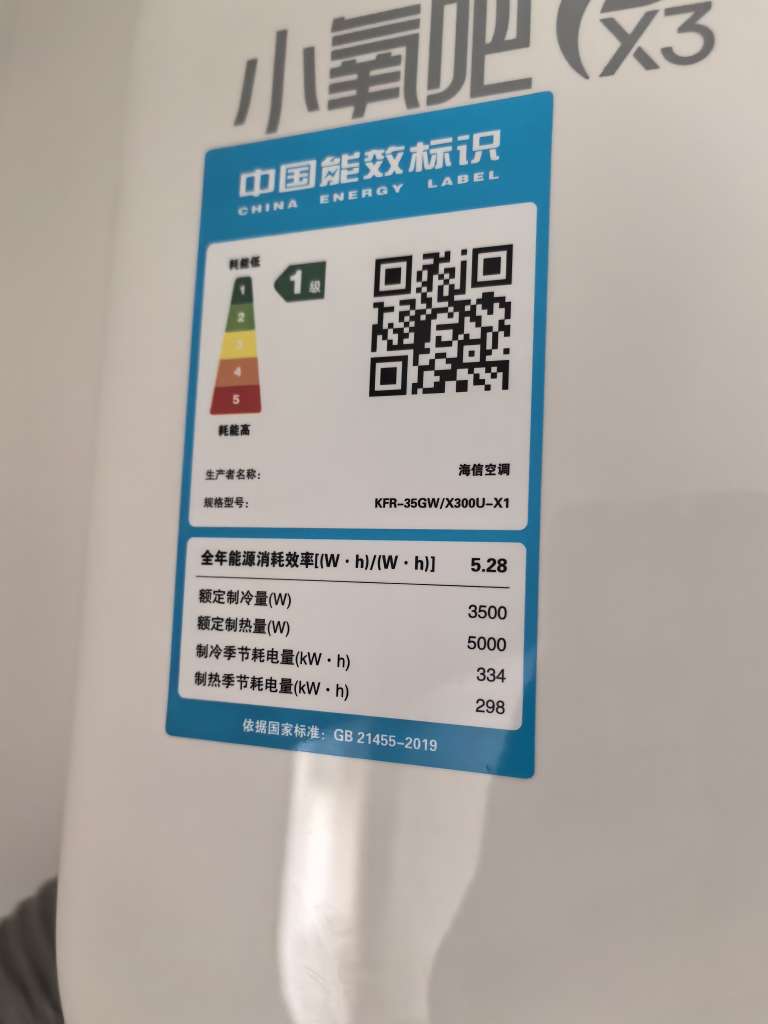 小氧吧 X3
中国能效标识
CHINA ENERGY LABEL
耗能低
1
1级
2
3
4
5
耗能高
生产者名称: 海信空调
规格型号: KFR-35GW/X300U-X1
全年能源消耗效率[(W·h)/(W·h)] 5.28
额定制冷量(W) 3500
额定制热量(W) 5000
制冷季节耗电量(kW·h) 334
制热季节耗电量(kW·h) 298
依据国家标准: GB 21455-2019